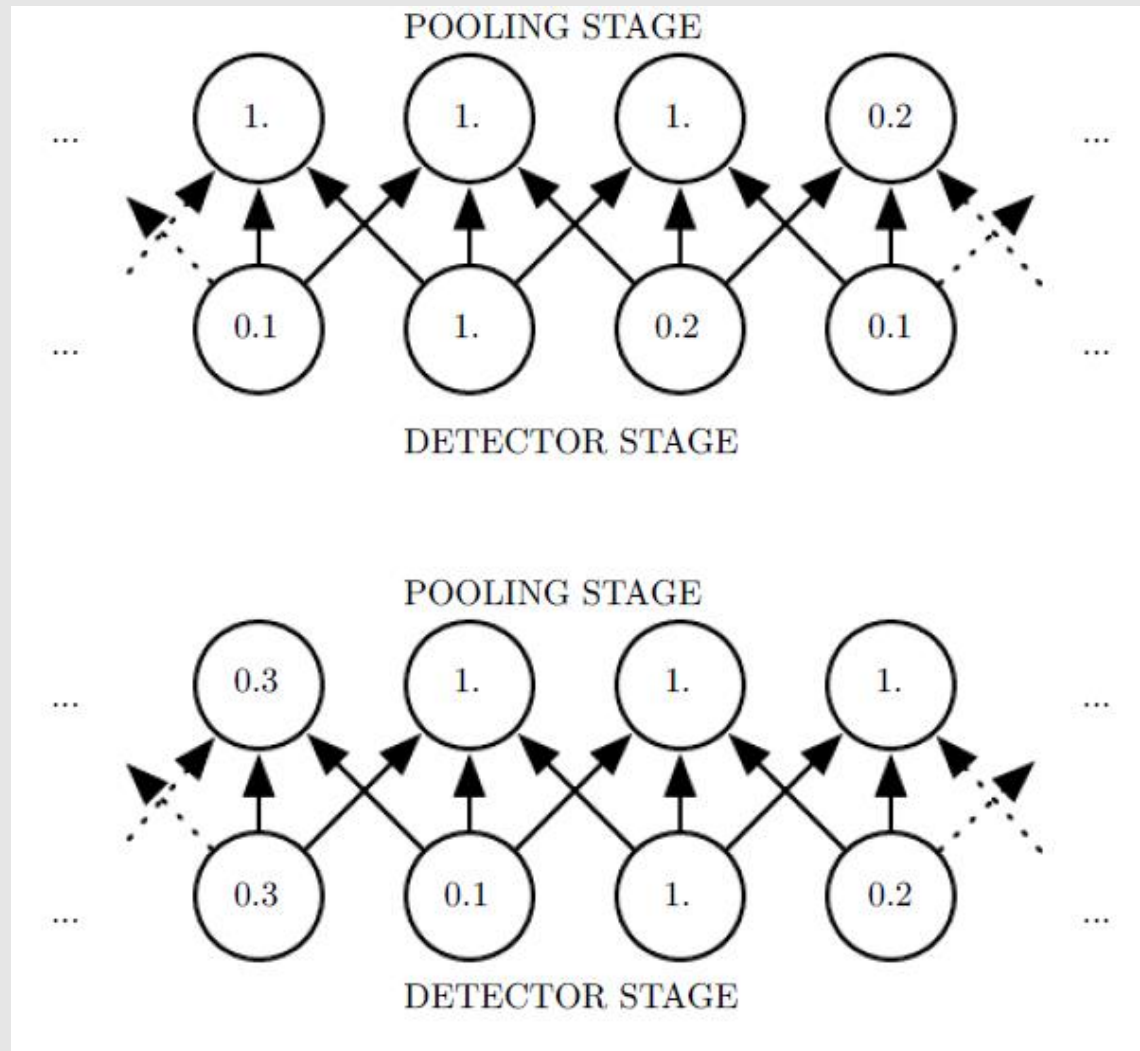 POOLING STAGE
1. 1. 1. 0.2
... ...
0.1 1. 0.2 0.1
... ...
DETECTOR STAGE
POOLING STAGE
0.3 1. 1. 1.
... ...
0.3 0.1 1. 0.2
... ...
DETECTOR STAGE